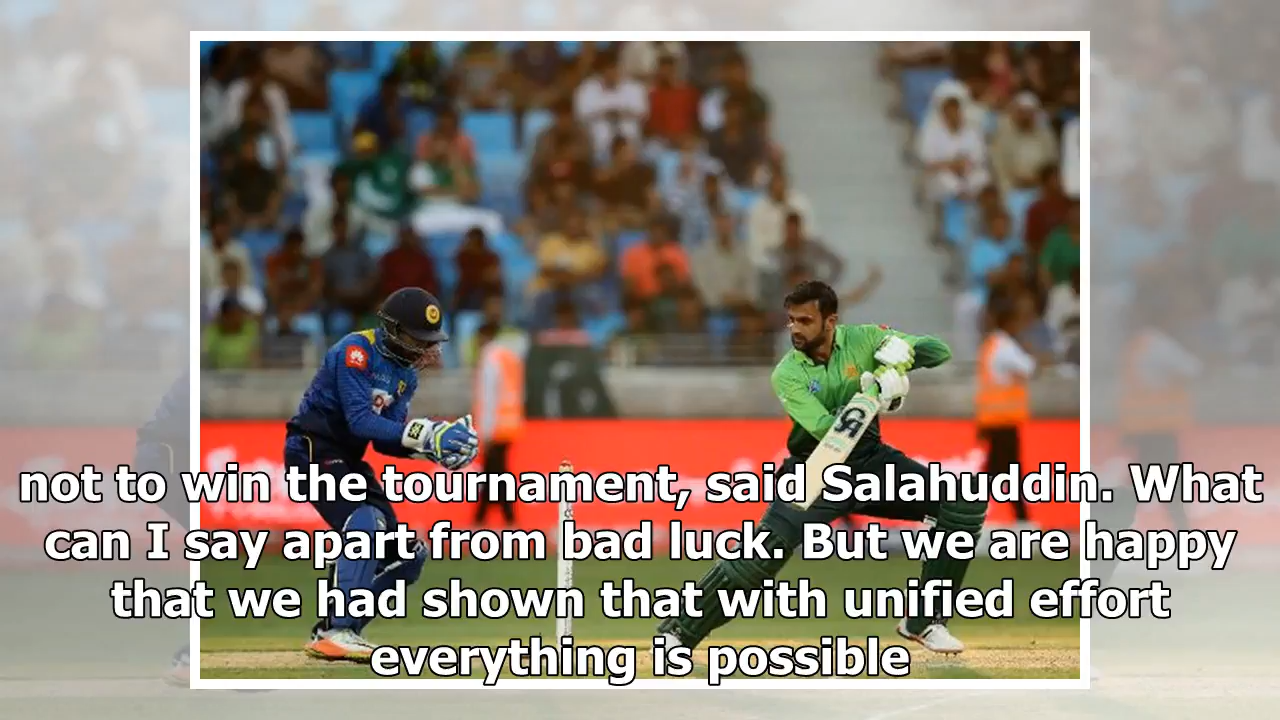 not to win the tournament, said Salahuddin. What
can I say apart from bad luck. But we are happy
that we had shown that with unified effort
everything is possible